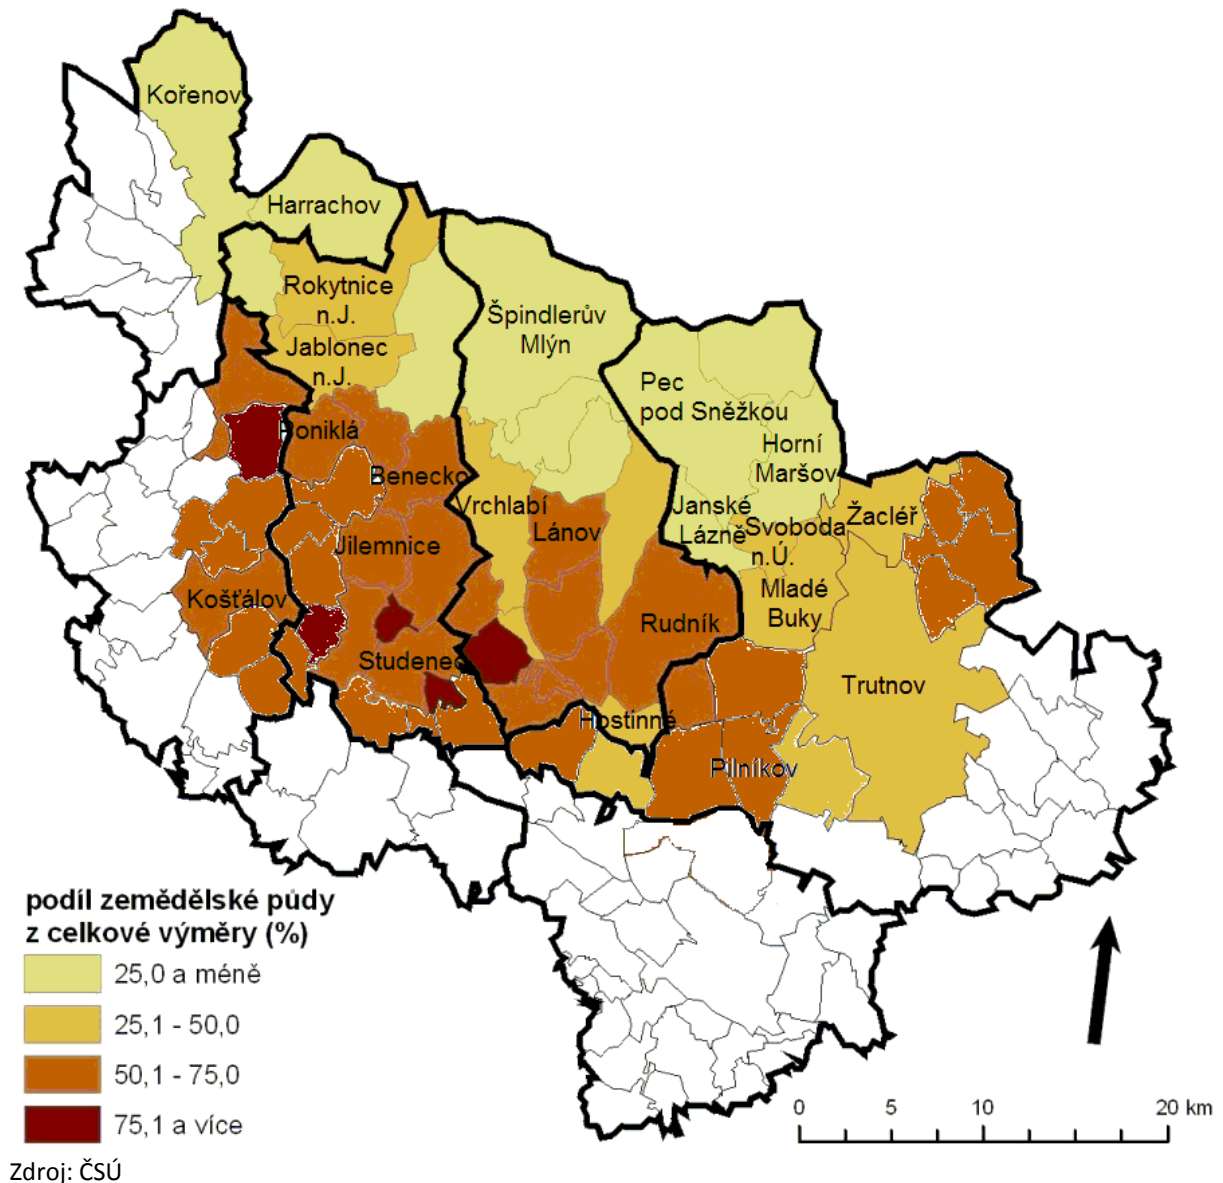 Kořenov
Harrachov
Rokytnice
n.J.
Špindlerův
Mlýn
Jablonec
n.J.
Pec
pod Sněžkou
Poniklá
Horní
Maršov
Benecko
Vrchlabí
Janské
Lázně
Lánov
Svoboda
n.Ú.
Žacléř
Jilemnice
Mladé
Buky
Košťálov
Rudník
Studenec
Trutnov
Hostinné
Pilníkov
podíl zemědělské půdy
z celkové výměry (%)
25,0 a méně
25,1 - 50,0
50,1 - 75,0
75,1 a více
0 5 10 20 km
Zdroj: ČSÚ